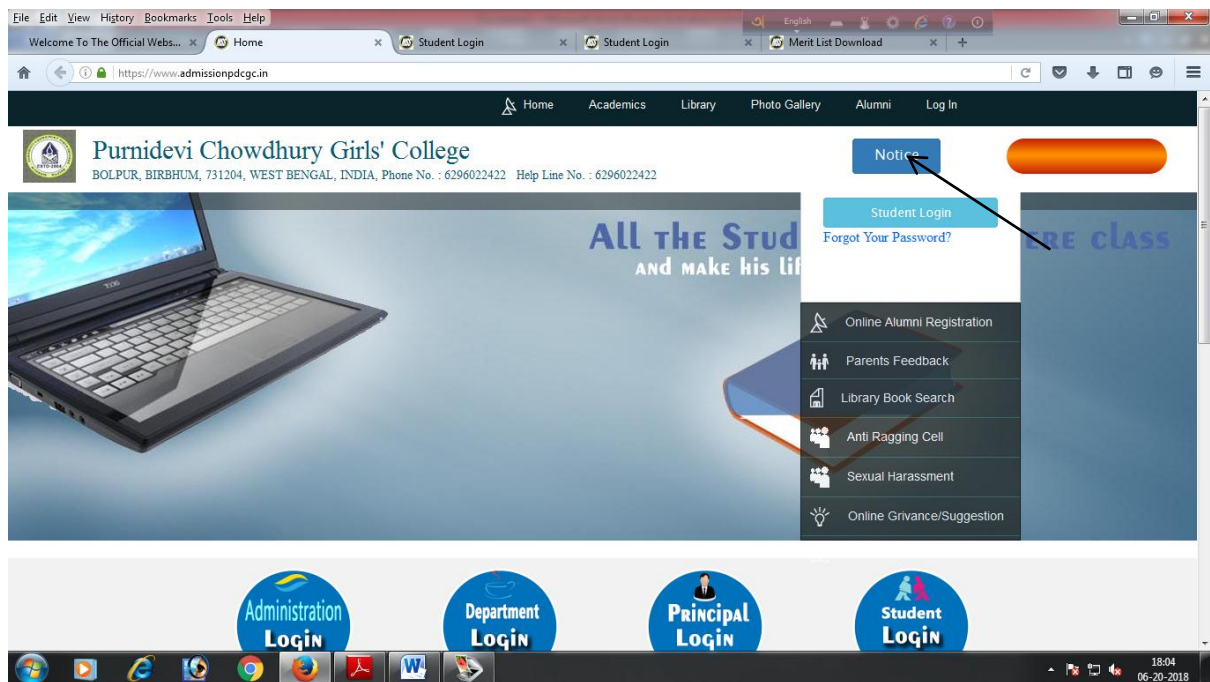 File Edit View History Bookmarks Tools Help
English
Welcome To The Official Webs... × Home × Student Login × Student Login × Merit List Download × +
https://www.admissionpdcgc.in
Home Academics Library Photo Gallery Alumni Log In
Purnidevi Chowdhury Girls' College
BOLPUR, BIRBHUM, 731204, WEST BENGAL, INDIA, Phone No. : 6296022422 Help Line No. : 6296022422
Notice
Student Login
Forgot Your Password?
All The Stud ere class
and make his lif
Online Alumni Registration
Parents Feedback
Library Book Search
Anti Ragging Cell
Sexual Harassment
Online Grivance/Suggestion
Administration Login
Department Login
Principal Login
Student Login
18:04
06-20-2018